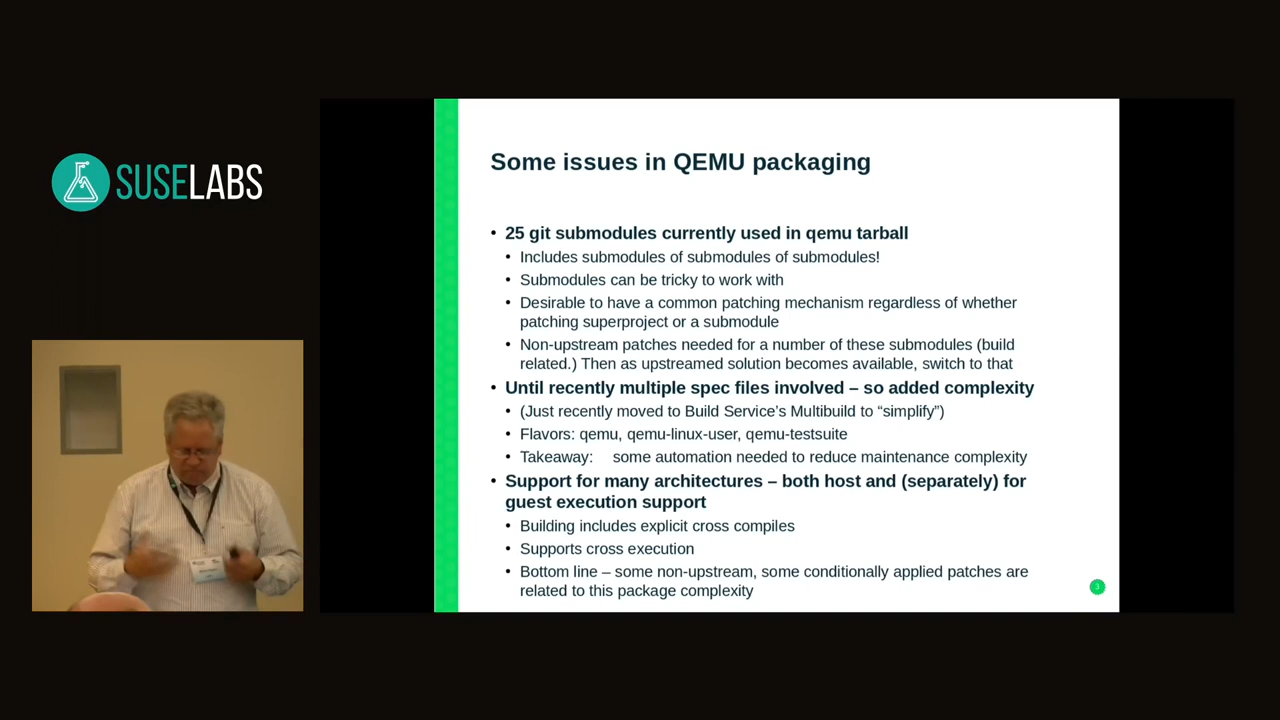 SUSELABS
Some issues in QEMU packaging
• 25 git submodules currently used in qemu tarball
• Includes submodules of submodules of submodules!
• Submodules can be tricky to work with
• Desirable to have a common patching mechanism regardless of whether
patching superproject or a submodule
• Non-upstream patches needed for a number of these submodules (build
related.) Then as upstreamed solution becomes available, switch to that
• Until recently multiple spec files involved – so added complexity
• (Just recently moved to Build Service’s Multibuild to “simplify”)
• Flavors: qemu, qemu-linux-user, qemu-testsuite
• Takeaway: some automation needed to reduce maintenance complexity
• Support for many architectures – both host and (separately) for
guest execution support
• Building includes explicit cross compiles
• Supports cross execution
• Bottom line – some non-upstream, some conditionally applied patches are
related to this package complexity
3